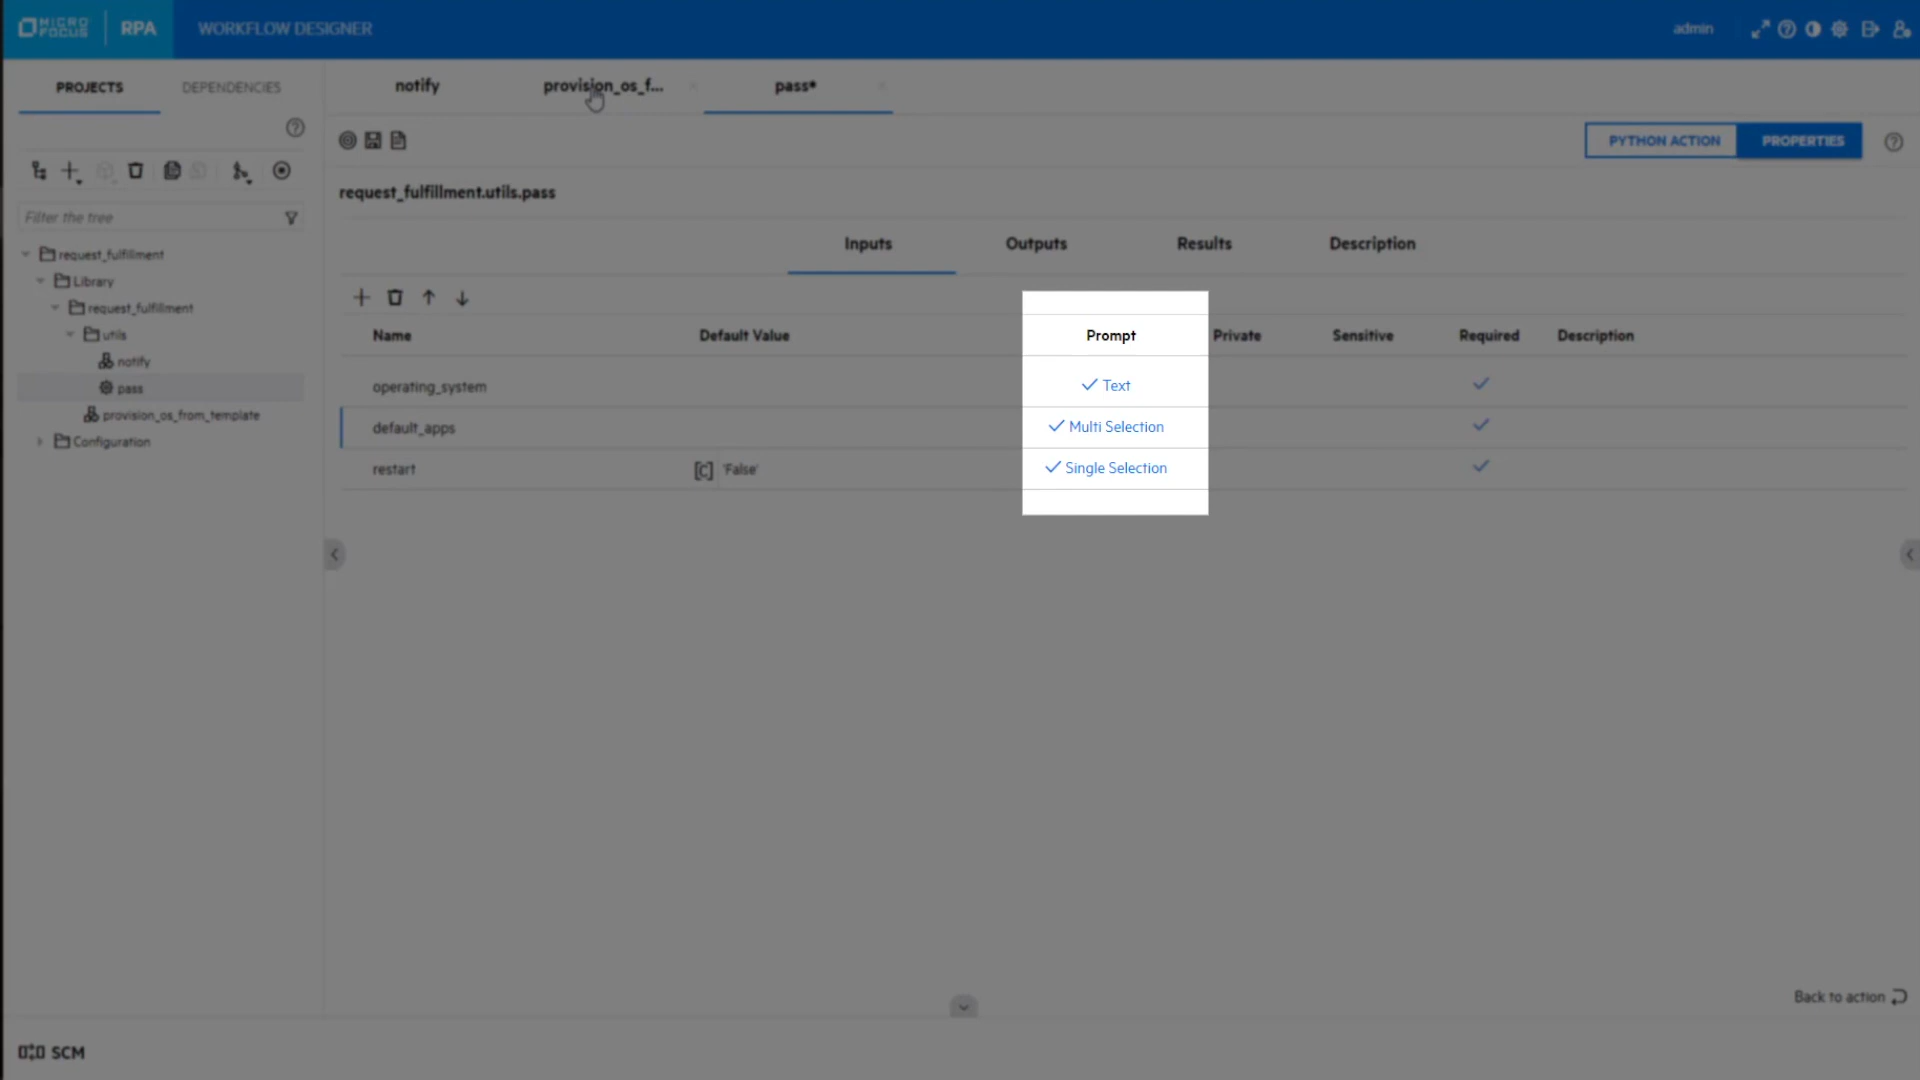 MICRO FOCUS RPA WORKFLOW DESIGNER admin
PROJECTS DEPENDENCIES notify provision_os_f... pass*
PYTHON ACTION PROPERTIES
request_fulfillment.utils.pass
Filter the tree
Inputs Outputs Results Description
request_fulfillment
Library
request_fulfillment
utils
notify
pass
provision_os_from_template
Configuration
Name Default Value Prompt Private Sensitive Required Description
operating_system Text
default_apps Multi Selection
restart [C] 'False' Single Selection
Back to action
SCM